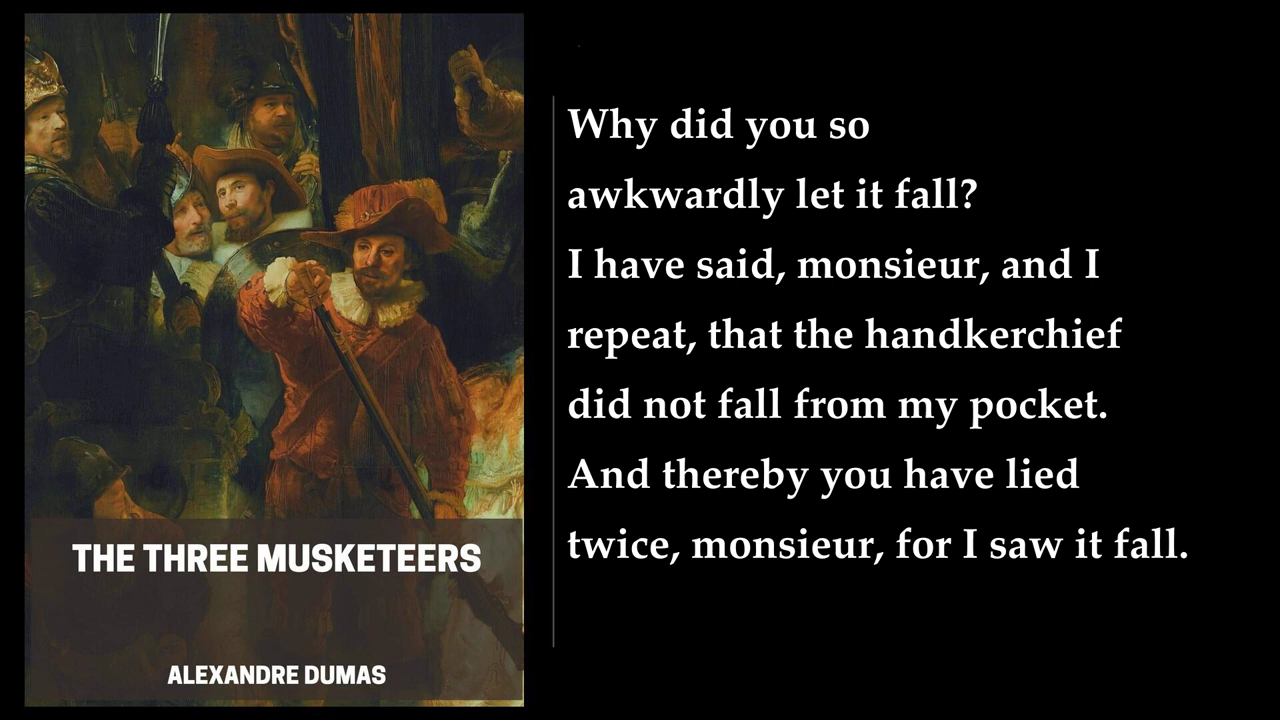 THE THREE MUSKETEERS
ALEXANDRE DUMAS
Why did you so
awkwardly let it fall?
I have said, monsieur, and I
repeat, that the handkerchief
did not fall from my pocket.
And thereby you have lied
twice, monsieur, for I saw it fall.